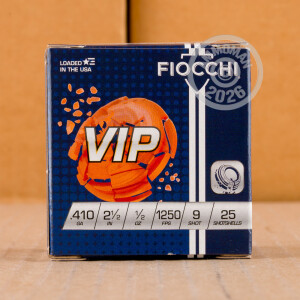 LOADED
IN THE USA
FIOCCHI
VIP
.410 2½ ½ 1250 9 25
GA IN OZ FPS SHOT SHOTSHELLS
2026